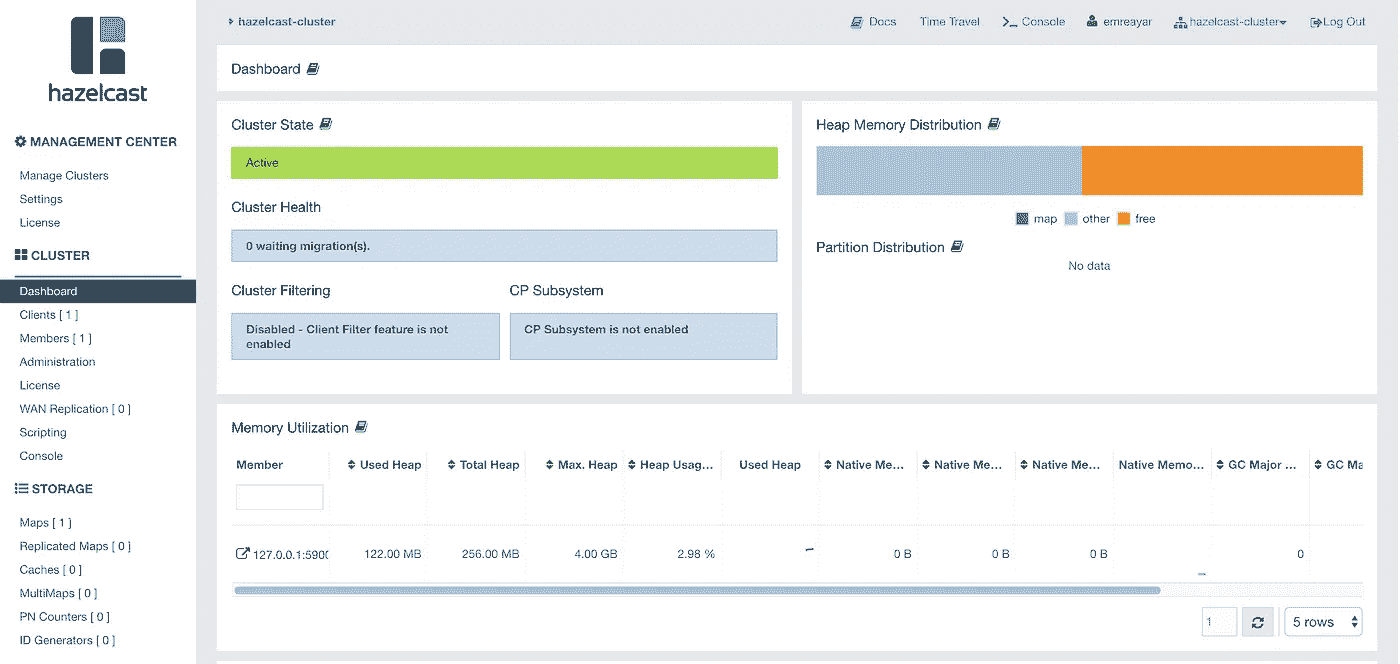 hazelcast
MANAGEMENT CENTER
Manage Clusters
Settings
License
CLUSTER
Dashboard
Clients [ 1 ]
Members [ 1 ]
Administration
License
WAN Replication [ 0 ]
Scripting
Console
STORAGE
Maps [ 1 ]
Replicated Maps [ 0 ]
Caches [ 0 ]
MultiMaps [ 0 ]
PN Counters [ 0 ]
ID Generators [ 0 ]
hazelcast-cluster Docs Time Travel Console emreayar hazelcast-cluster Log Out
Dashboard
Cluster State
Active
Cluster Health
0 waiting migration(s).
Cluster Filtering
Disabled - Client Filter feature is not
enabled
CP Subsystem
CP Subsystem is not enabled
Heap Memory Distribution
map other free
Partition Distribution
No data
Memory Utilization
Member Used Heap Total Heap Max. Heap Heap Usag... Used Heap Native Me... Native Me... Native Me... Native Memo... GC Major ... GC Ma
127.0.0.1:5900 122.00 MB 256.00 MB 4.00 GB 2.98 % 0 B 0 B 0 B 0
1 5 rows